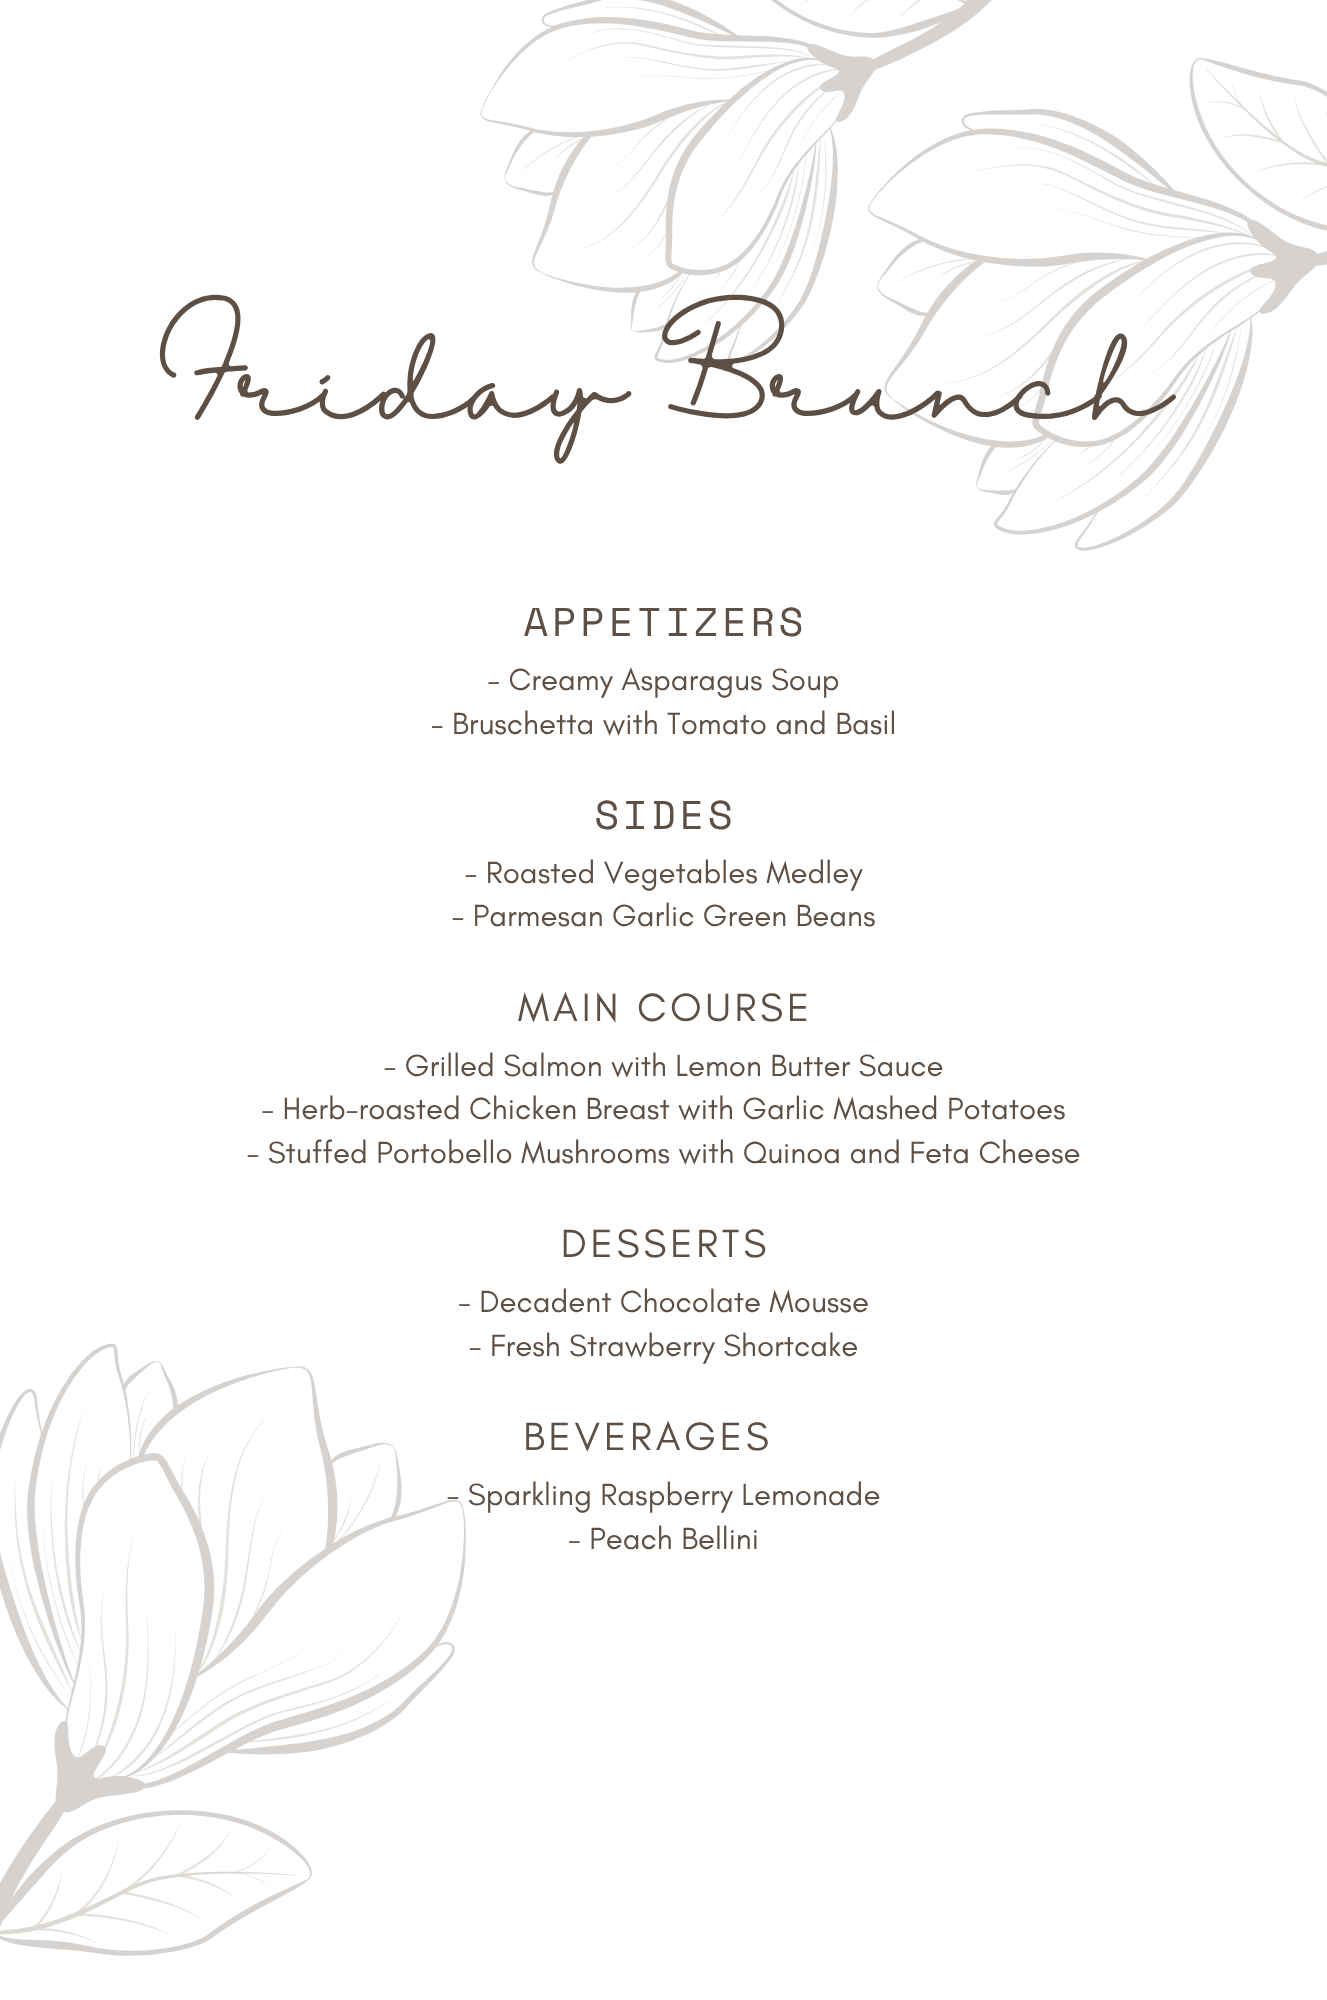 Friday Brunch
APPETIZERS
- Creamy Asparagus Soup
- Bruschetta with Tomato and Basil
SIDES
- Roasted Vegetables Medley
- Parmesan Garlic Green Beans
MAIN COURSE
- Grilled Salmon with Lemon Butter Sauce
- Herb-roasted Chicken Breast with Garlic Mashed Potatoes
- Stuffed Portobello Mushrooms with Quinoa and Feta Cheese
DESSERTS
- Decadent Chocolate Mousse
- Fresh Strawberry Shortcake
BEVERAGES
- Sparkling Raspberry Lemonade
- Peach Bellini